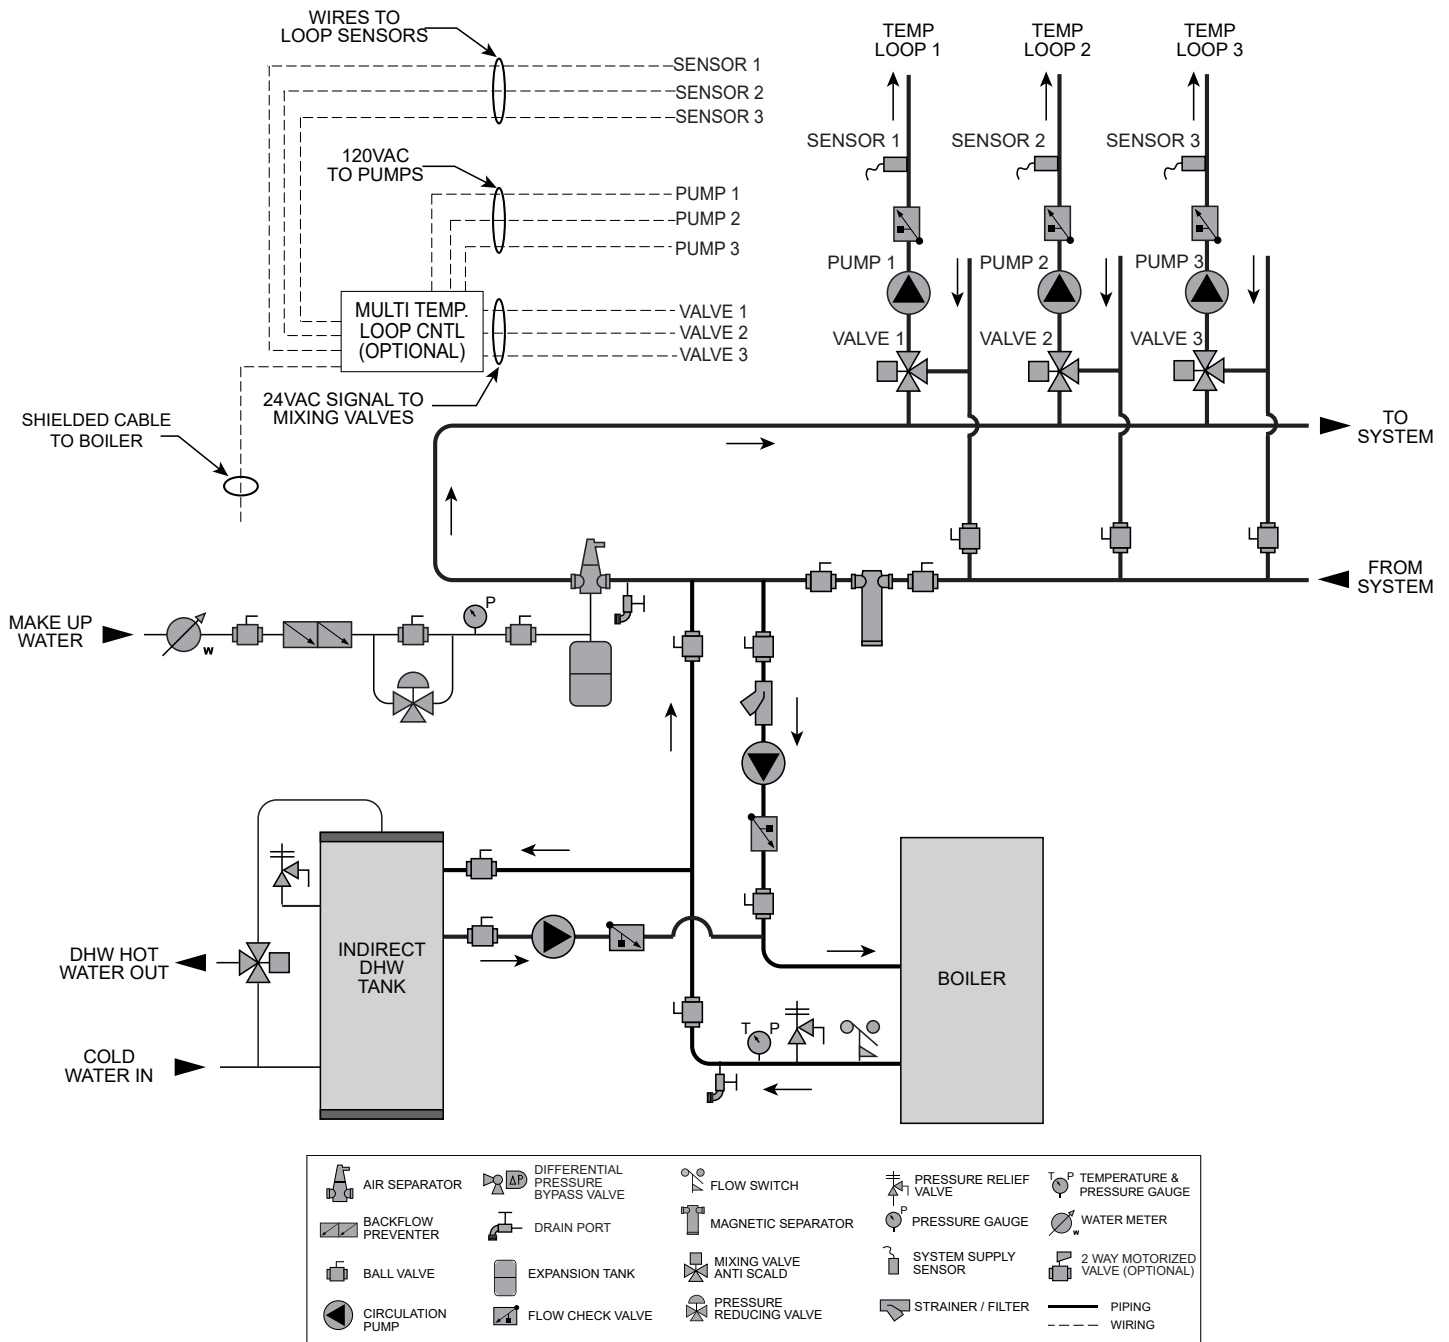 WIRES TO
LOOP SENSORS
SENSOR 1
SENSOR 2
SENSOR 3
120VAC
TO PUMPS
PUMP 1
PUMP 2
PUMP 3
MULTI TEMP.
LOOP CNTL
(OPTIONAL)
VALVE 1
VALVE 2
VALVE 3
24VAC SIGNAL TO
MIXING VALVES
SHIELDED CABLE
TO BOILER
TEMP
LOOP 1
TEMP
LOOP 2
TEMP
LOOP 3
SENSOR 1
SENSOR 2
SENSOR 3
PUMP 1
PUMP 2
PUMP 3
VALVE 1
VALVE 2
VALVE 3
TO
SYSTEM
FROM
SYSTEM
MAKE UP
WATER
W
P
INDIRECT
DHW
TANK
DHW HOT
WATER OUT
COLD
WATER IN
BOILER
T P
AIR SEPARATOR
BACKFLOW
PREVENTER
BALL VALVE
CIRCULATION
PUMP
ΔP
DIFFERENTIAL
PRESSURE
BYPASS VALVE
DRAIN PORT
EXPANSION TANK
FLOW CHECK VALVE
FLOW SWITCH
MAGNETIC SEPARATOR
MIXING VALVE
ANTI SCALD
PRESSURE
REDUCING VALVE
PRESSURE RELIEF
VALVE
P
PRESSURE GAUGE
SYSTEM SUPPLY
SENSOR
STRAINER / FILTER
T P
TEMPERATURE &
PRESSURE GAUGE
W
WATER METER
2 WAY MOTORIZED
VALVE (OPTIONAL)
PIPING
WIRING